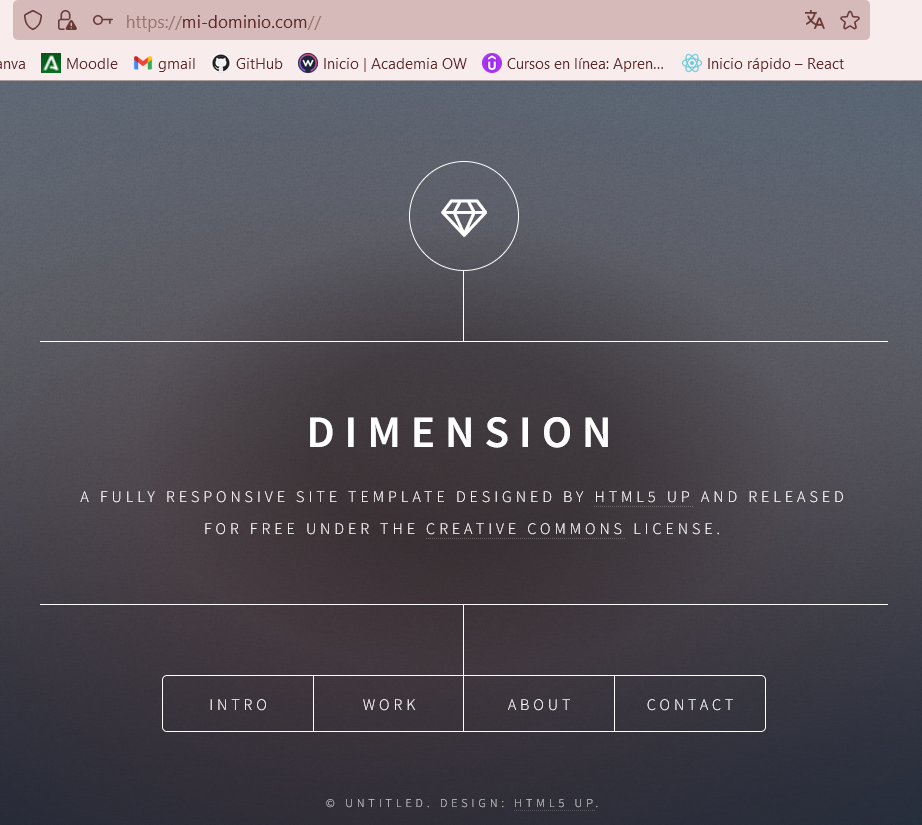 https://mi-dominio.com//
Moodle gmail GitHub Inicio | Academia OW Cursos en línea: Apren... Inicio rápido – React
DIMENSION
A FULLY RESPONSIVE SITE TEMPLATE DESIGNED BY HTML5 UP AND RELEASED
FOR FREE UNDER THE CREATIVE COMMONS LICENSE.
INTRO WORK ABOUT CONTACT
© UNTITLED. DESIGN: HTML5 UP.